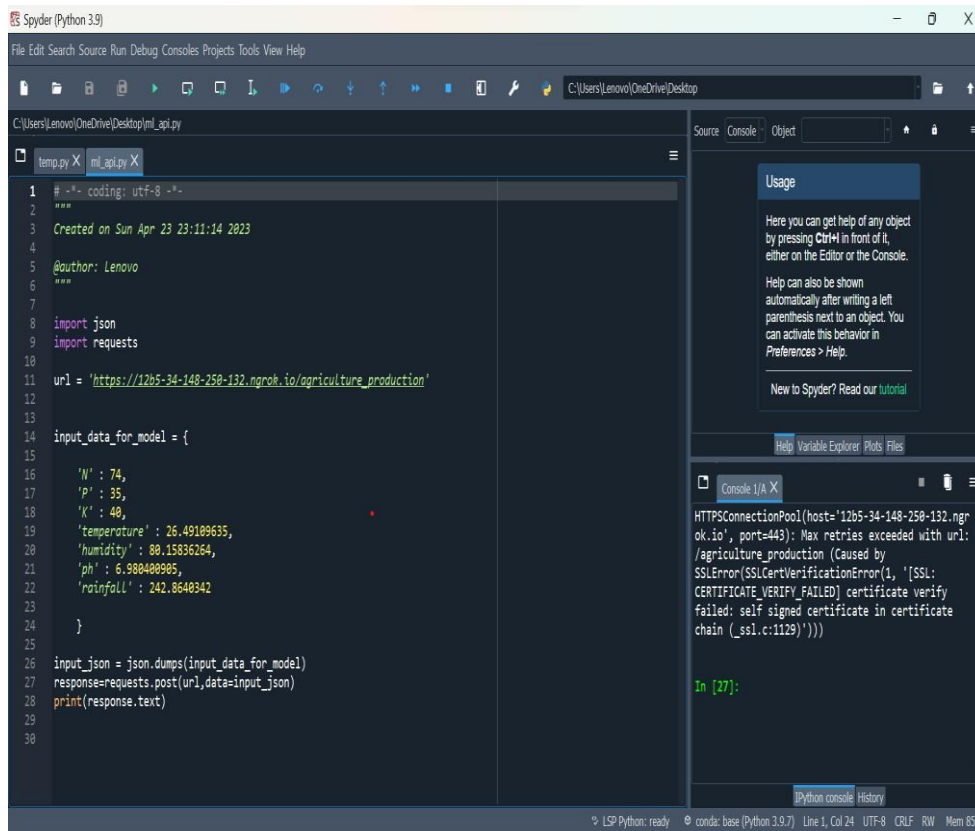 Spyder (Python 3.9)
File Edit Search Source Run Debug Consoles Projects Tools View Help
C:\Users\Lenovo\OneDrive\Desktop
C:\Users\Lenovo\OneDrive\Desktop\ml_api.py
temp.py X ml_api.py X
1 # -*- coding: utf-8 -*-
2 """
3 Created on Sun Apr 23 23:11:14 2023
4
5 @author: Lenovo
6 """
7
8 import json
9 import requests
10
11 url = 'https://12b5-34-148-250-132.ngrok.io/agriculture_production'
12
13
14 input_data_for_model = {
15
16 'N' : 74,
17 'P' : 35,
18 'K' : 40,
19 'temperature' : 26.49109635,
20 'humidity' : 80.15836264,
21 'ph' : 6.980400905,
22 'rainfall' : 242.8640342
23
24 }
25
26 input_json = json.dumps(input_data_for_model)
27 response=requests.post(url,data=input_json)
28 print(response.text)
29
30
Source Console Object
Usage
Here you can get help of any object
by pressing Ctrl+I in front of it,
either on the Editor or the Console.
Help can also be shown
automatically after writing a left
parenthesis next to an object. You
can activate this behavior in
Preferences > Help.
New to Spyder? Read our tutorial
Help Variable Explorer Plots Files
Console 1/A X
HTTPSConnectionPool(host='12b5-34-148-250-132.ngr
ok.io', port=443): Max retries exceeded with url:
/agriculture_production (Caused by
SSLError(SSLCertVerificationError(1, '[SSL:
CERTIFICATE_VERIFY_FAILED] certificate verify
failed: self signed certificate in certificate
chain (_ssl.c:1129)')))
In [27]:
IPython console History
LSP Python: ready conda: base (Python 3.9.7) Line 1, Col 24 UTF-8 CRLF RW Mem 85